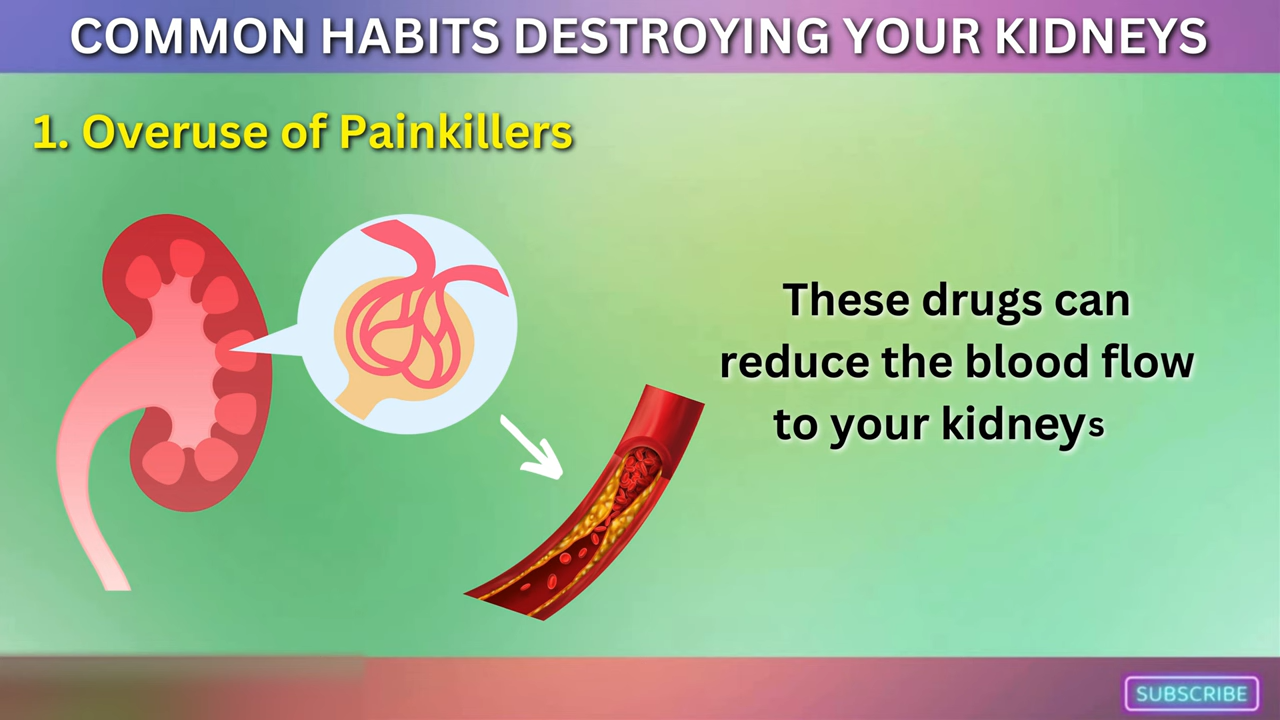 COMMON HABITS DESTROYING YOUR KIDNEYS
1. Overuse of Painkillers
These drugs can
reduce the blood flow
to your kidneys
SUBSCRIBE